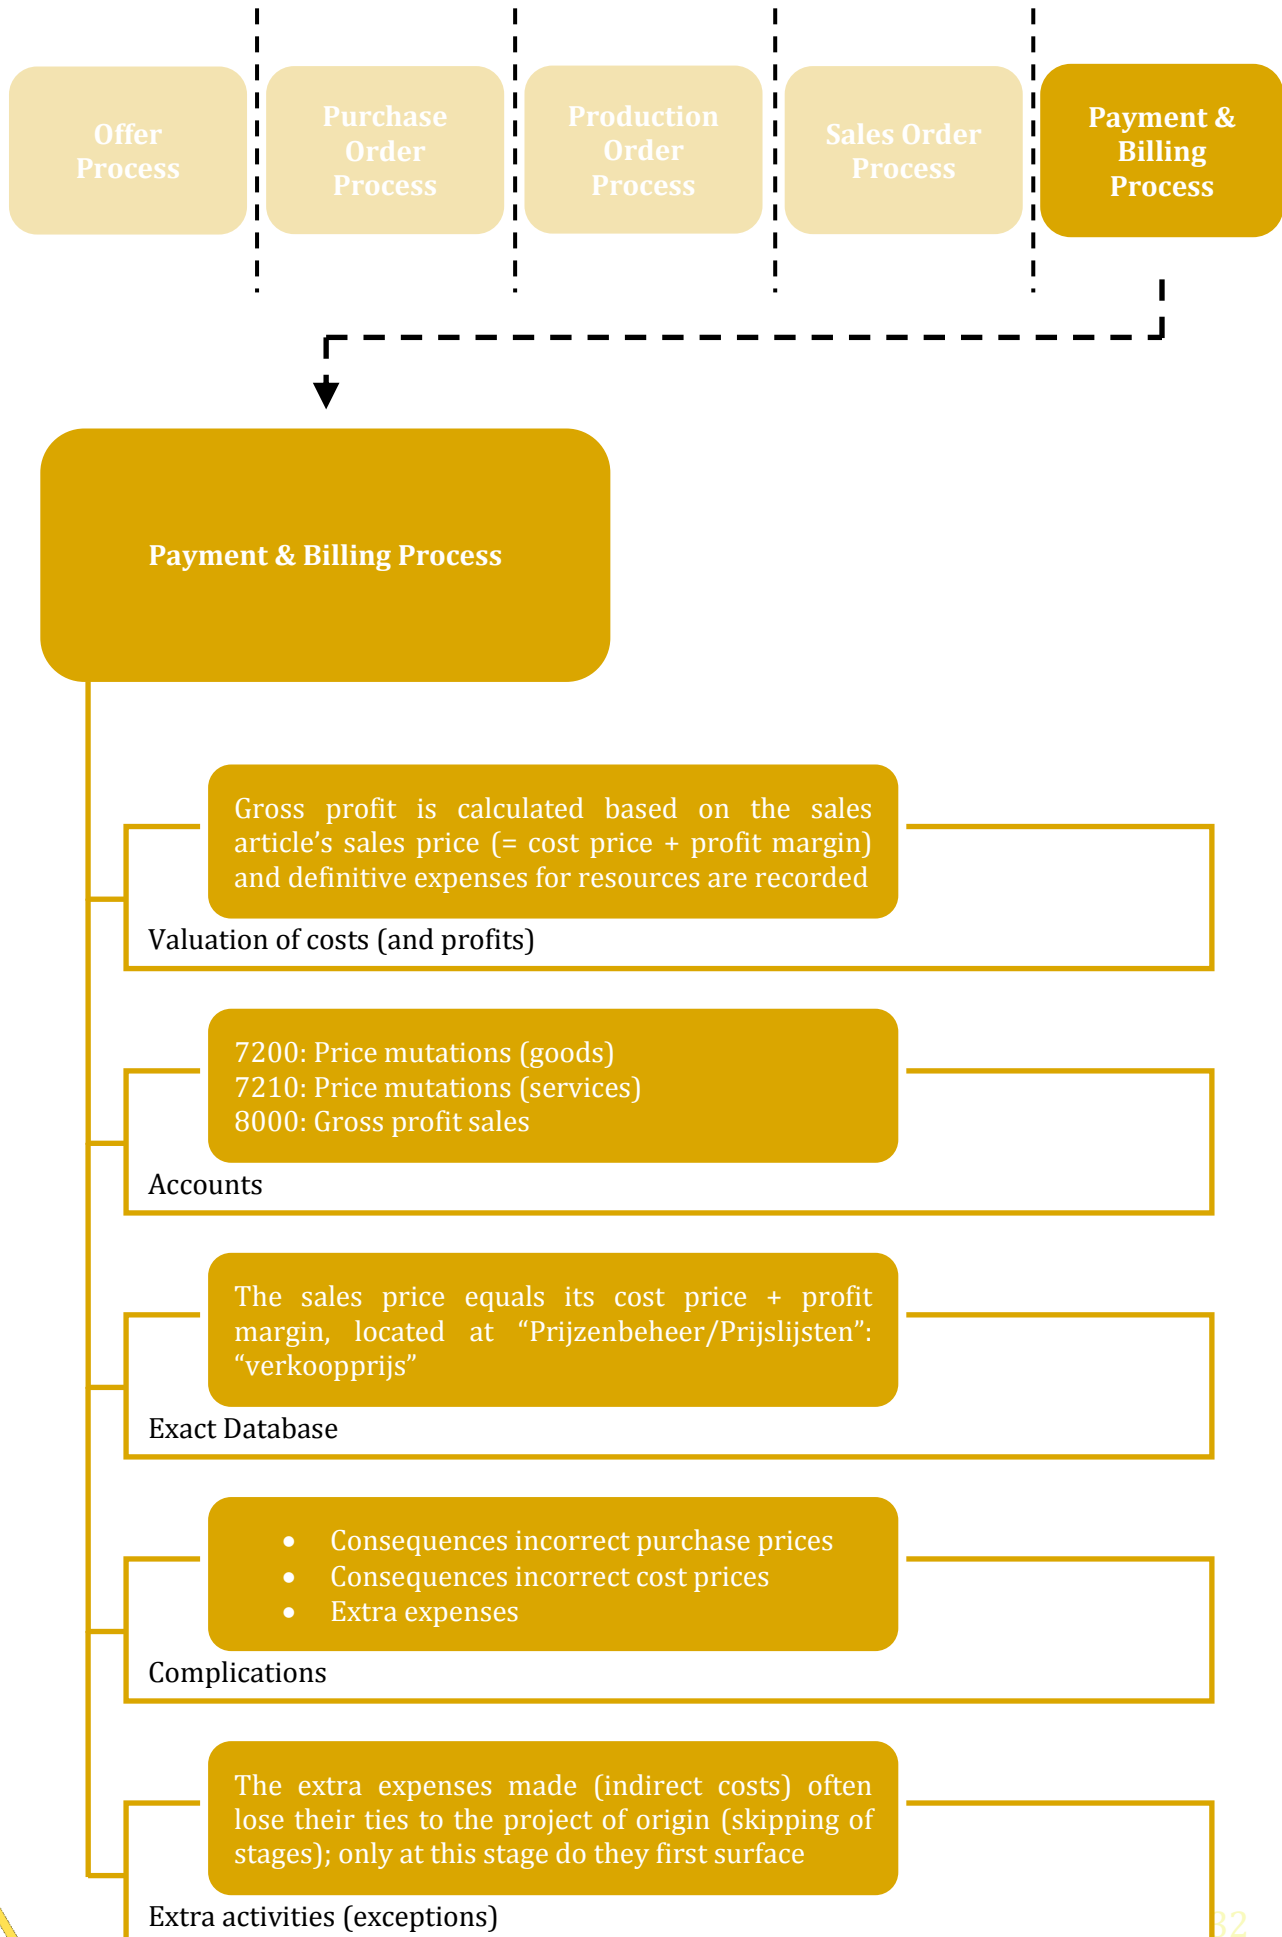 Offer
Process
Purchase
Order
Process
Production
Order
Process
Sales Order
Process
Payment &
Billing
Process
Payment & Billing Process
Gross profit is calculated based on the sales
article’s sales price (= cost price + profit margin)
and definitive expenses for resources are recorded
Valuation of costs (and profits)
7200: Price mutations (goods)
7210: Price mutations (services)
8000: Gross profit sales
Accounts
The sales price equals its cost price + profit
margin, located at “Prijzenbeheer/Prijslijsten”:
“verkoopprijs”
Exact Database
• Consequences incorrect purchase prices
• Consequences incorrect cost prices
• Extra expenses
Complications
The extra expenses made (indirect costs) often
lose their ties to the project of origin (skipping of
stages); only at this stage do they first surface
Extra activities (exceptions)
32